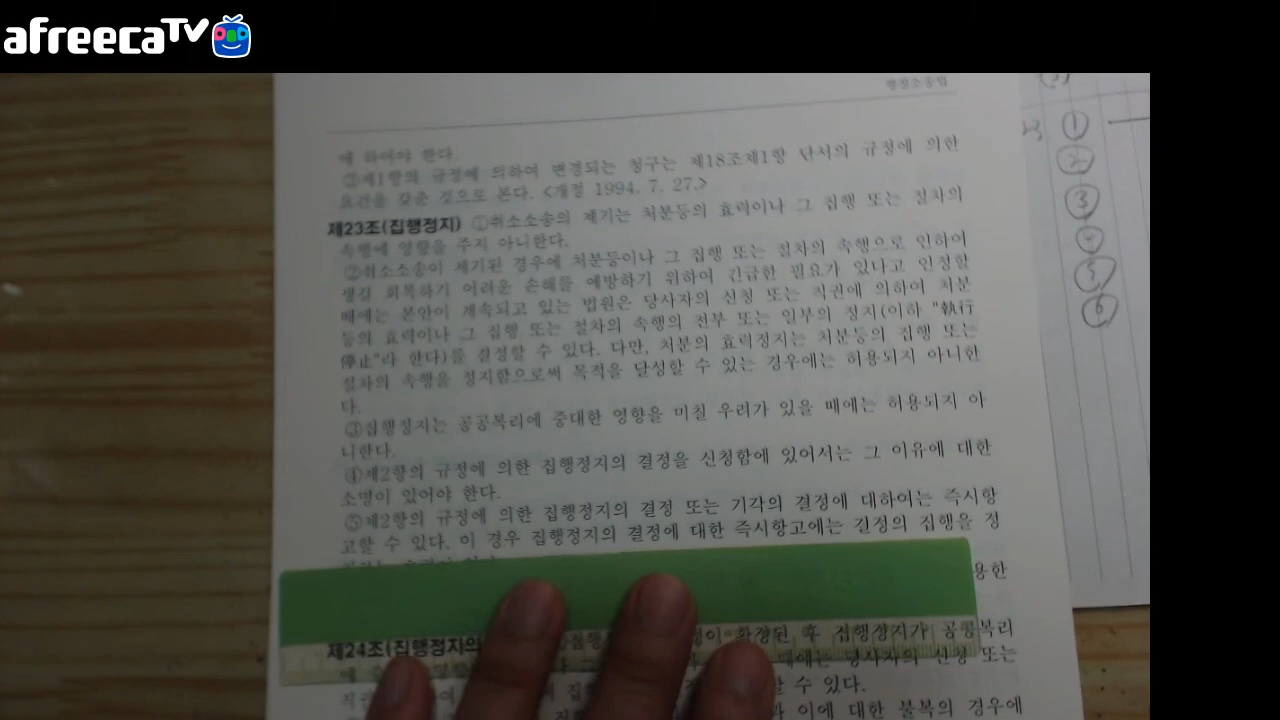 afreecaTV
행정소송법
에 하여야 한다.
③제1항의 규정에 의하여 변경되는 청구는 제18조제1항 단서의 규정에 의한
요건을 갖춘 것으로 본다. <개정 1994. 7. 27.>
제23조(집행정지) ①취소소송의 제기는 처분등의 효력이나 그 집행 또는 절차의
속행에 영향을 주지 아니한다.
②취소소송이 제기된 경우에 처분등이나 그 집행 또는 절차의 속행으로 인하여
생길 회복하기 어려운 손해를 예방하기 위하여 긴급한 필요가 있다고 인정할
때에는 본안이 계속되고 있는 법원은 당사자의 신청 또는 직권에 의하여 처분
등의 효력이나 그 집행 또는 절차의 속행의 전부 또는 일부의 정지(이하 "執行
停止"라 한다)를 결정할 수 있다. 다만, 처분의 효력정지는 처분등의 집행 또는
절차의 속행을 정지함으로써 목적을 달성할 수 있는 경우에는 허용되지 아니한
다.
③집행정지는 공공복리에 중대한 영향을 미칠 우려가 있을 때에는 허용되지 아
니한다.
④제2항의 규정에 의한 집행정지의 결정을 신청함에 있어서는 그 이유에 대한
소명이 있어야 한다.
⑤제2항의 규정에 의한 집행정지의 결정 또는 기각의 결정에 대하여는 즉시항
고할 수 있다. 이 경우 집행정지의 결정에 대한 즉시항고에는 결정의 집행을 정
용한
제24조(집행정지의 확정된 후 집행정지가 공공복리
때에는 당사자의 신청 또는
할 수 있다.
이에 대한 불복의 경우에
①
②
③
④
⑤
⑥